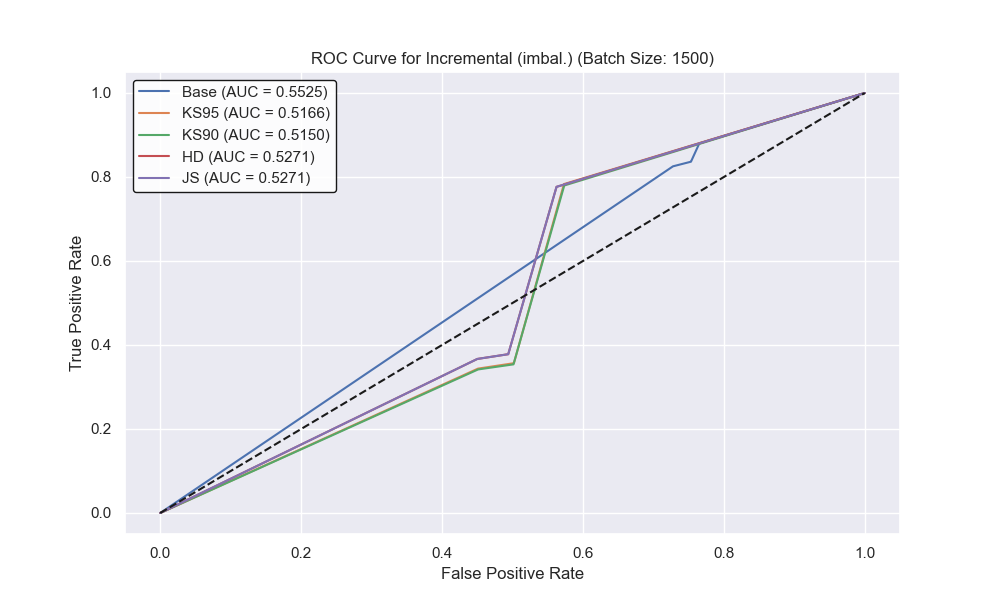 ROC Curve for Incremental (imbal.) (Batch Size: 1500)
Base (AUC = 0.5525)
KS95 (AUC = 0.5166)
KS90 (AUC = 0.5150)
HD (AUC = 0.5271)
JS (AUC = 0.5271)
True Positive Rate
1.0
0.8
0.6
0.4
0.2
0.0
0.0 0.2 0.4 0.6 0.8 1.0
False Positive Rate